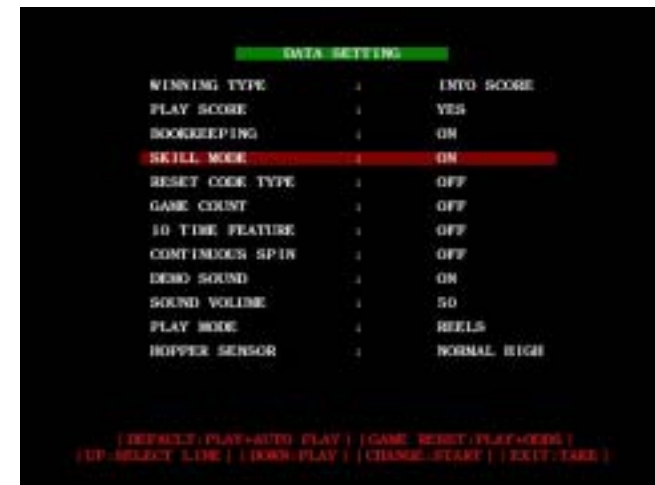 DATA SETTING
WINNING TYPE : INTO SCORE
PLAY SCORE : YES
BOOKKEEPING : ON
SKILL MODE : ON
RESET CODE TYPE : OFF
GAME COUNT : OFF
10 TIME FEATURE : OFF
CONTINUOUS SPIN : OFF
DEMO SOUND : ON
SOUND VOLUME : 50
PLAY MODE : REELS
HOPPER SENSOR : NORMAL HIGH
[DEFAULT:PLAY+AUTO PLAY] [GAME RESET:PLAY+ODDS]
[UP:SELECT LINE] [DOWN:PLAY] [CHANGE:START] [EXIT:TAKE]